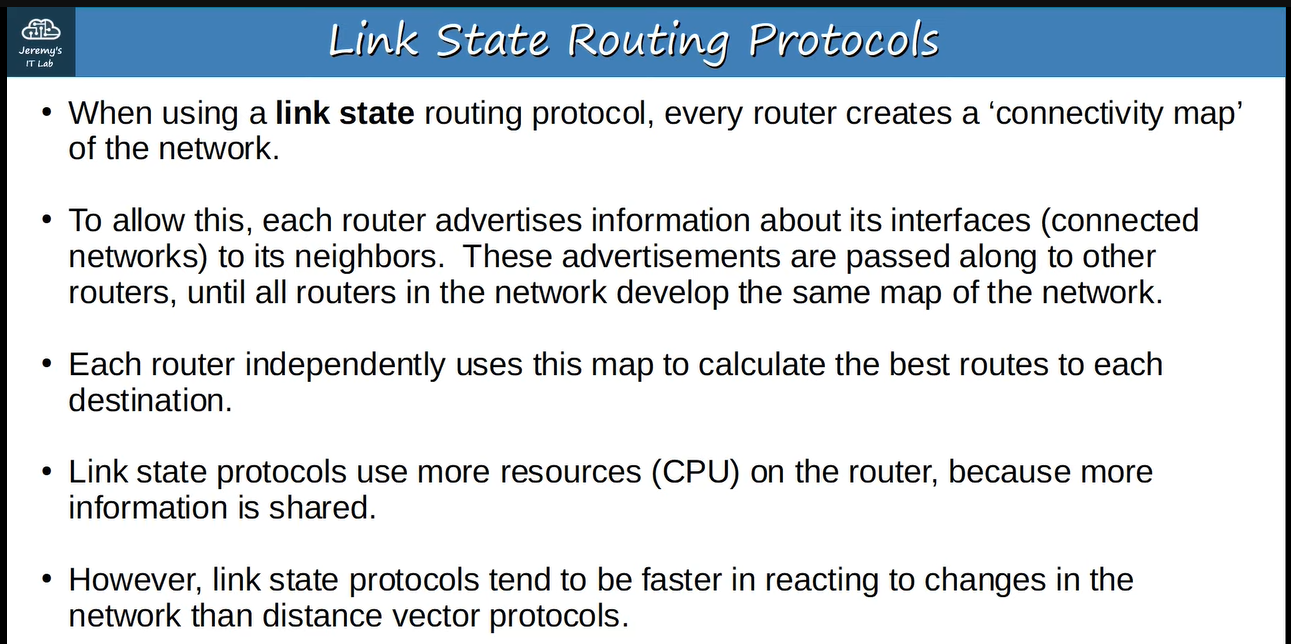 Jeremy's
IT Lab
Link State Routing Protocols
• When using a link state routing protocol, every router creates a ‘connectivity map’
of the network.
• To allow this, each router advertises information about its interfaces (connected
networks) to its neighbors.  These advertisements are passed along to other
routers, until all routers in the network develop the same map of the network.
• Each router independently uses this map to calculate the best routes to each
destination.
• Link state protocols use more resources (CPU) on the router, because more
information is shared.
• However, link state protocols tend to be faster in reacting to changes in the
network than distance vector protocols.